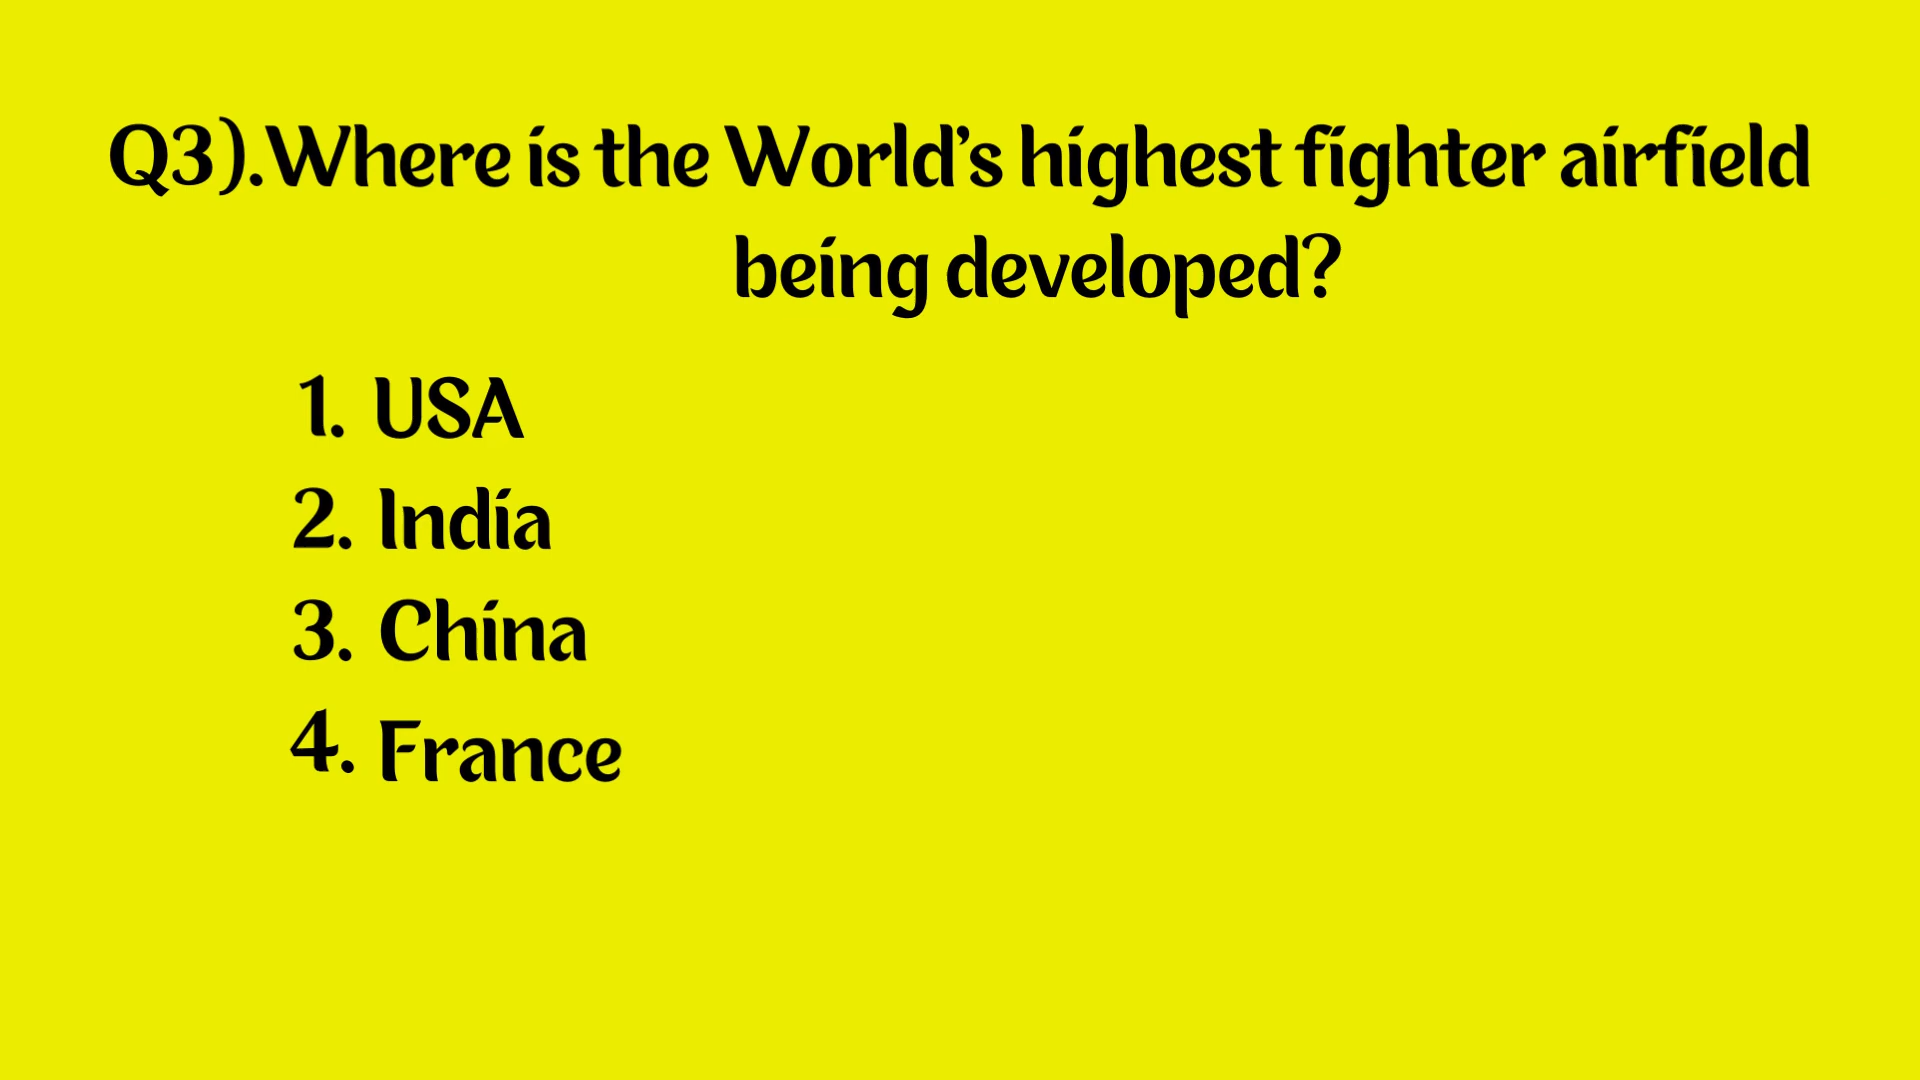 Q3).Where is the World’s highest fighter airfield
being developed?
1. USA
2. India
3. China
4. France